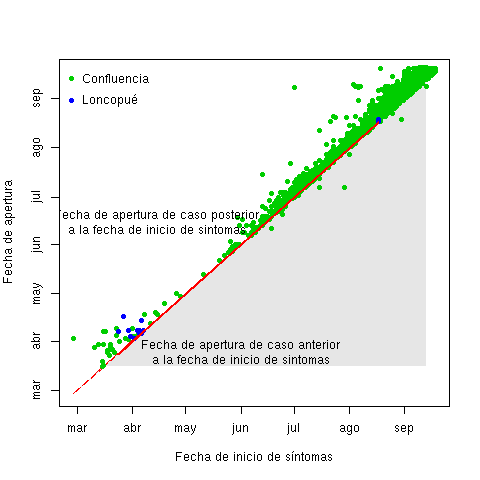 Confluencia
Loncopué
Fecha de apertura de caso posterior
a la fecha de inicio de sintomas
Fecha de apertura de caso anterior
a la fecha de inicio de sintomas
Fecha de apertura
mar
abr
may
jun
jul
ago
sep
mar
abr
may
jun
jul
ago
sep
Fecha de inicio de síntomas